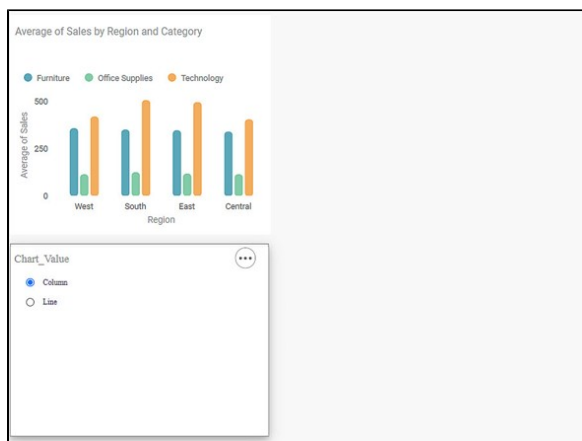 Average of Sales by Region and Category
Furniture Office Supplies Technology
500
250
0
Average of Sales
West South East Central
Region
Chart_Value
Column
Line